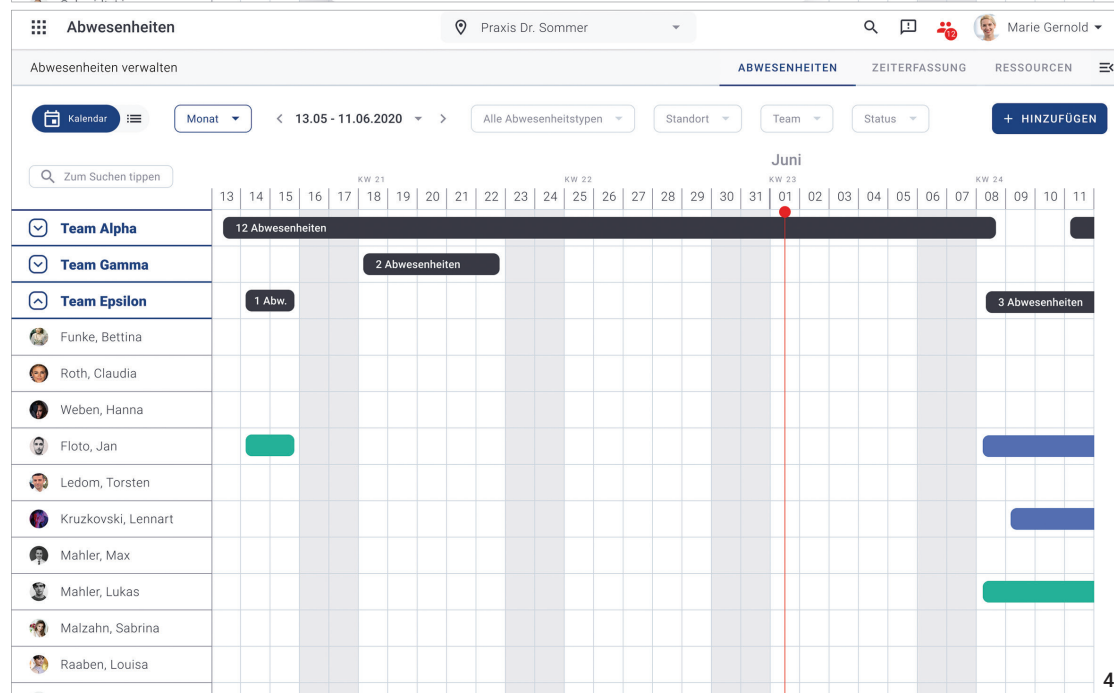 Abwesenheiten
Praxis Dr. Sommer
12
Marie Gernold
Abwesenheiten verwalten
ABWESENHEITEN
ZEITERFASSUNG
RESSOURCEN
Kalendar
Monat
13.05 - 11.06.2020
Alle Abwesenheitstypen
Standort
Team
Status
+ HINZUFÜGEN
Juni
Zum Suchen tippen
KW 21
KW 22
KW 23
KW 24
13 14 15 16 17 18 19 20 21 22 23 24 25 26 27 28 29 30 31 01 02 03 04 05 06 07 08 09 10 11
Team Alpha
12 Abwesenheiten
Team Gamma
2 Abwesenheiten
Team Epsilon
1 Abw.
3 Abwesenheiten
Funke, Bettina
Roth, Claudia
Weben, Hanna
Floto, Jan
Ledom, Torsten
Kruzkovski, Lennart
Mahler, Max
Mahler, Lukas
Malzahn, Sabrina
Raaben, Louisa
4